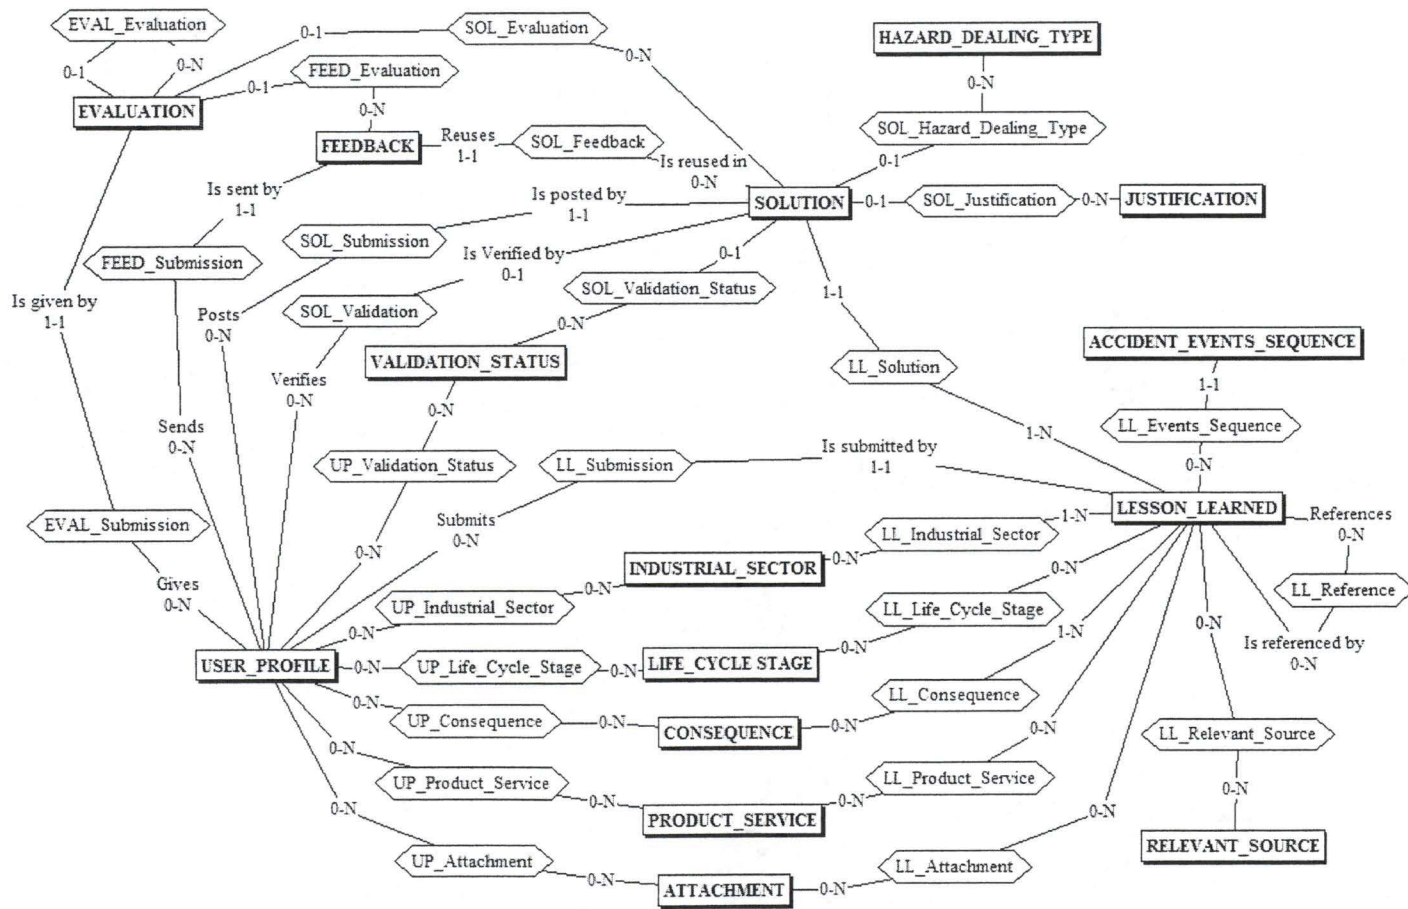 EVAL_Evaluation
SOL_Evaluation
HAZARD_DEALING_TYPE
0-1
0-N
0-1
0-N
FEED_Evaluation
0-1
0-N
EVALUATION
0-N
SOL_Hazard_Dealing_Type
FEEDBACK
Reuses
1-1
SOL_Feedback
Is reused in
0-N
0-1
Is sent by
1-1
Is posted by
1-1
SOLUTION
0-1
SOL_Justification
0-N
JUSTIFICATION
SOL_Submission
Is Verified by
0-1
0-1
FEED_Submission
SOL_Validation_Status
1-1
Is given by
1-1
Posts
0-N
SOL_Validation
0-N
ACCIDENT_EVENTS_SEQUENCE
VALIDATION_STATUS
LL_Solution
1-1
Verifies
0-N
0-N
LL_Events_Sequence
Sends
0-N
1-N
Is submitted by
1-1
0-N
UP_Validation_Status
LL_Submission
LESSON_LEARNED
EVAL_Submission
Submits
0-N
1-N
References
0-N
LL_Industrial_Sector
0-N
0-N
INDUSTRIAL_SECTOR
0-N
Gives
0-N
UP_Industrial_Sector
0-N
LL_Life_Cycle_Stage
LL_Reference
0-N
0-N
1-N
Is referenced by
0-N
USER_PROFILE
0-N
UP_Life_Cycle_Stage
0-N
LIFE_CYCLE STAGE
0-N
0-N
LL_Consequence
UP_Consequence
0-N
CONSEQUENCE
0-N
0-N
LL_Relevant_Source
0-N
UP_Product_Service
LL_Product_Service
0-N
0-N
0-N
0-N
PRODUCT_SERVICE
0-N
0-N
RELEVANT_SOURCE
UP_Attachment
LL_Attachment
0-N
ATTACHMENT
0-N